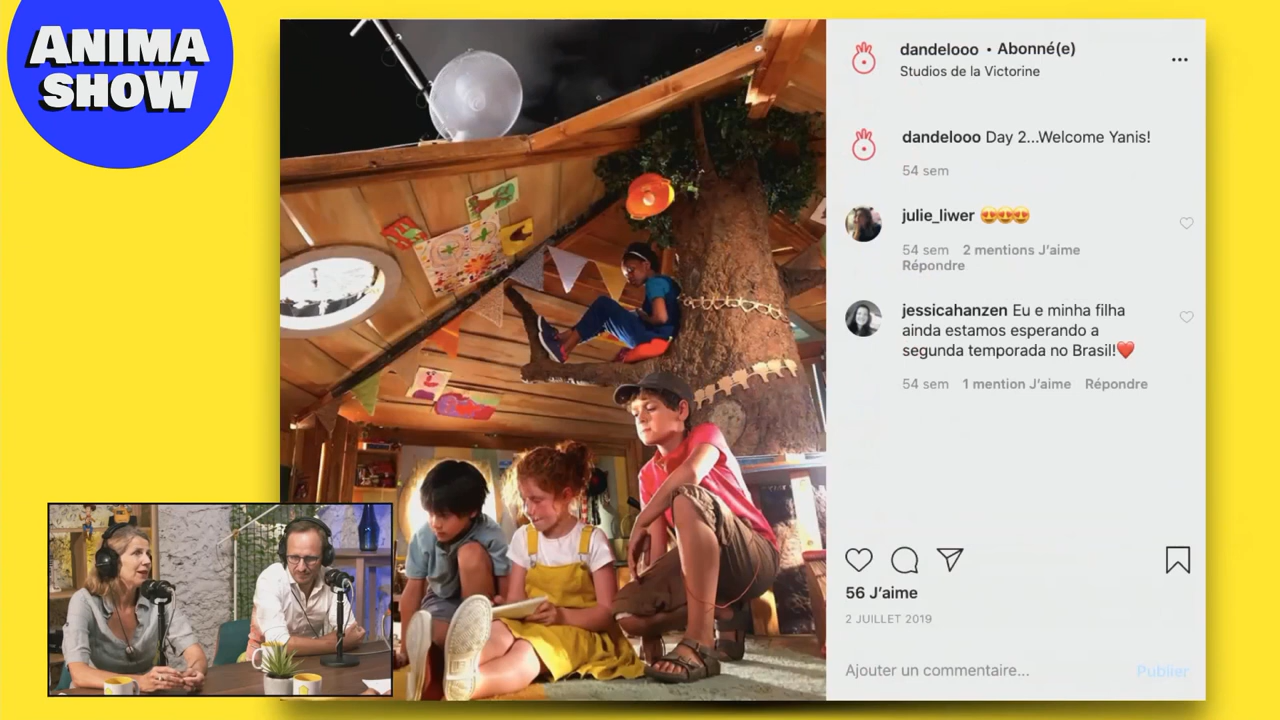 ANIMA
SHOW
dandelooo • Abonné(e)
Studios de la Victorine
dandelooo Day 2...Welcome Yanis!
54 sem
julie_liwer 😍😍😍
54 sem 2 mentions J'aime
Répondre
jessicahanzen Eu e minha filha
ainda estamos esperando a
segunda temporada no Brasil!❤️
54 sem 1 mention J'aime Répondre
56 J'aime
2 JUILLET 2019
Ajouter un commentaire... Publier